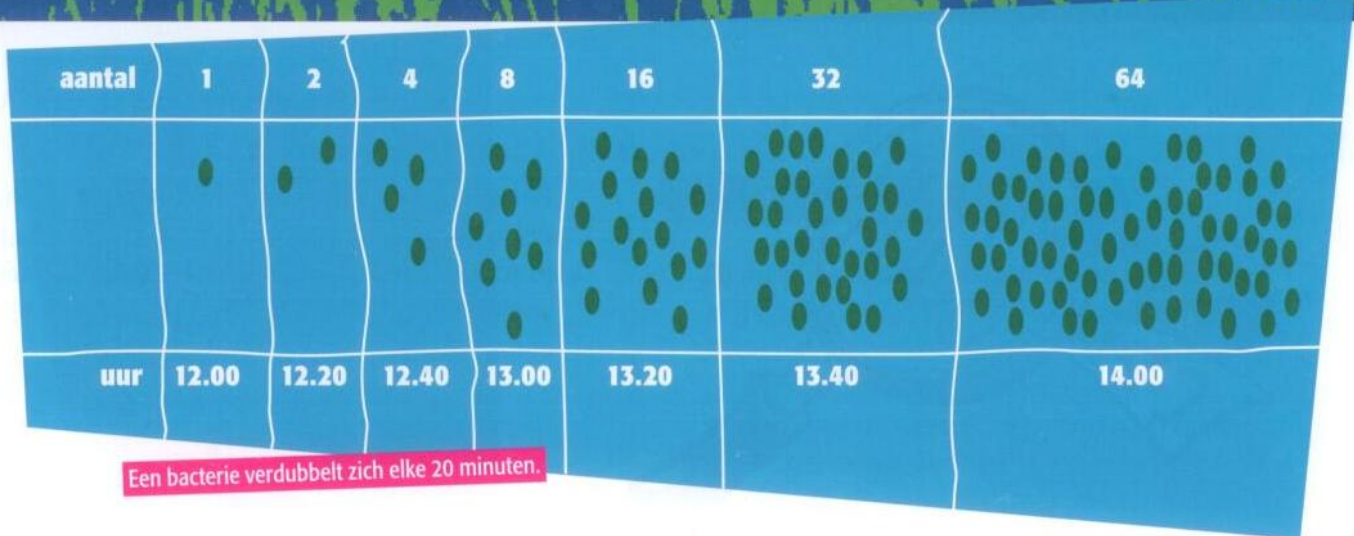 aantal 1 2 4 8 16 32 64
uur 12.00 12.20 12.40 13.00 13.20 13.40 14.00
Een bacterie verdubbelt zich elke 20 minuten.